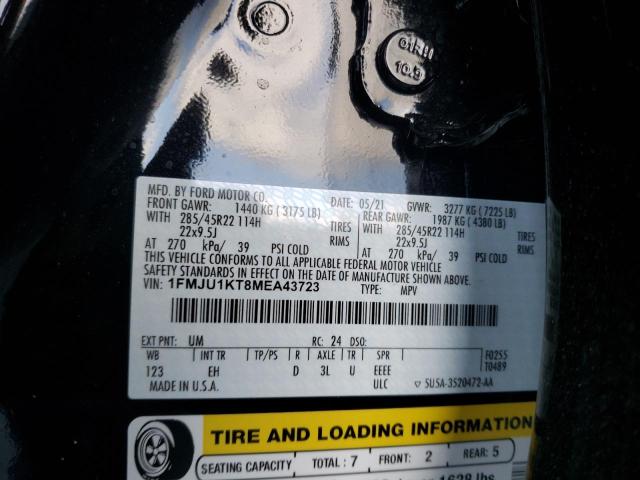 10.9
MFD. BY FORD MOTOR CO. DATE: 05/21 GVWR: 3277 KG ( 7225 LB)
FRONT GAWR: 1440 KG ( 3175 LB) REAR GAWR: 1987 KG ( 4380 LB)
WITH 285/45R22 114H TIRES WITH 285/45R22 114H TIRES
22x9.5J RIMS 22x9.5J RIMS
AT 270 kPa/ 39 PSI COLD AT 270 kPa/ 39 PSI COLD
THIS VEHICLE CONFORMS TO ALL APPLICABLE FEDERAL MOTOR VEHICLE
SAFETY STANDARDS IN EFFECT ON THE DATE OF MANUFACTURE SHOWN ABOVE.
VIN: 1FMJU1KT8MEA43723 TYPE: MPV
EXT PNT: UM RC: 24 DSO:
WB INT TR TP/PS R AXLE TR SPR F0255
123 EH D 3L U EEEE T0489
MADE IN U.S.A. ULC ▽ SU5A-3520472-AA
TIRE AND LOADING INFORMATION
SEATING CAPACITY TOTAL : 7 FRONT: 2 REAR: 5
1628 lbs